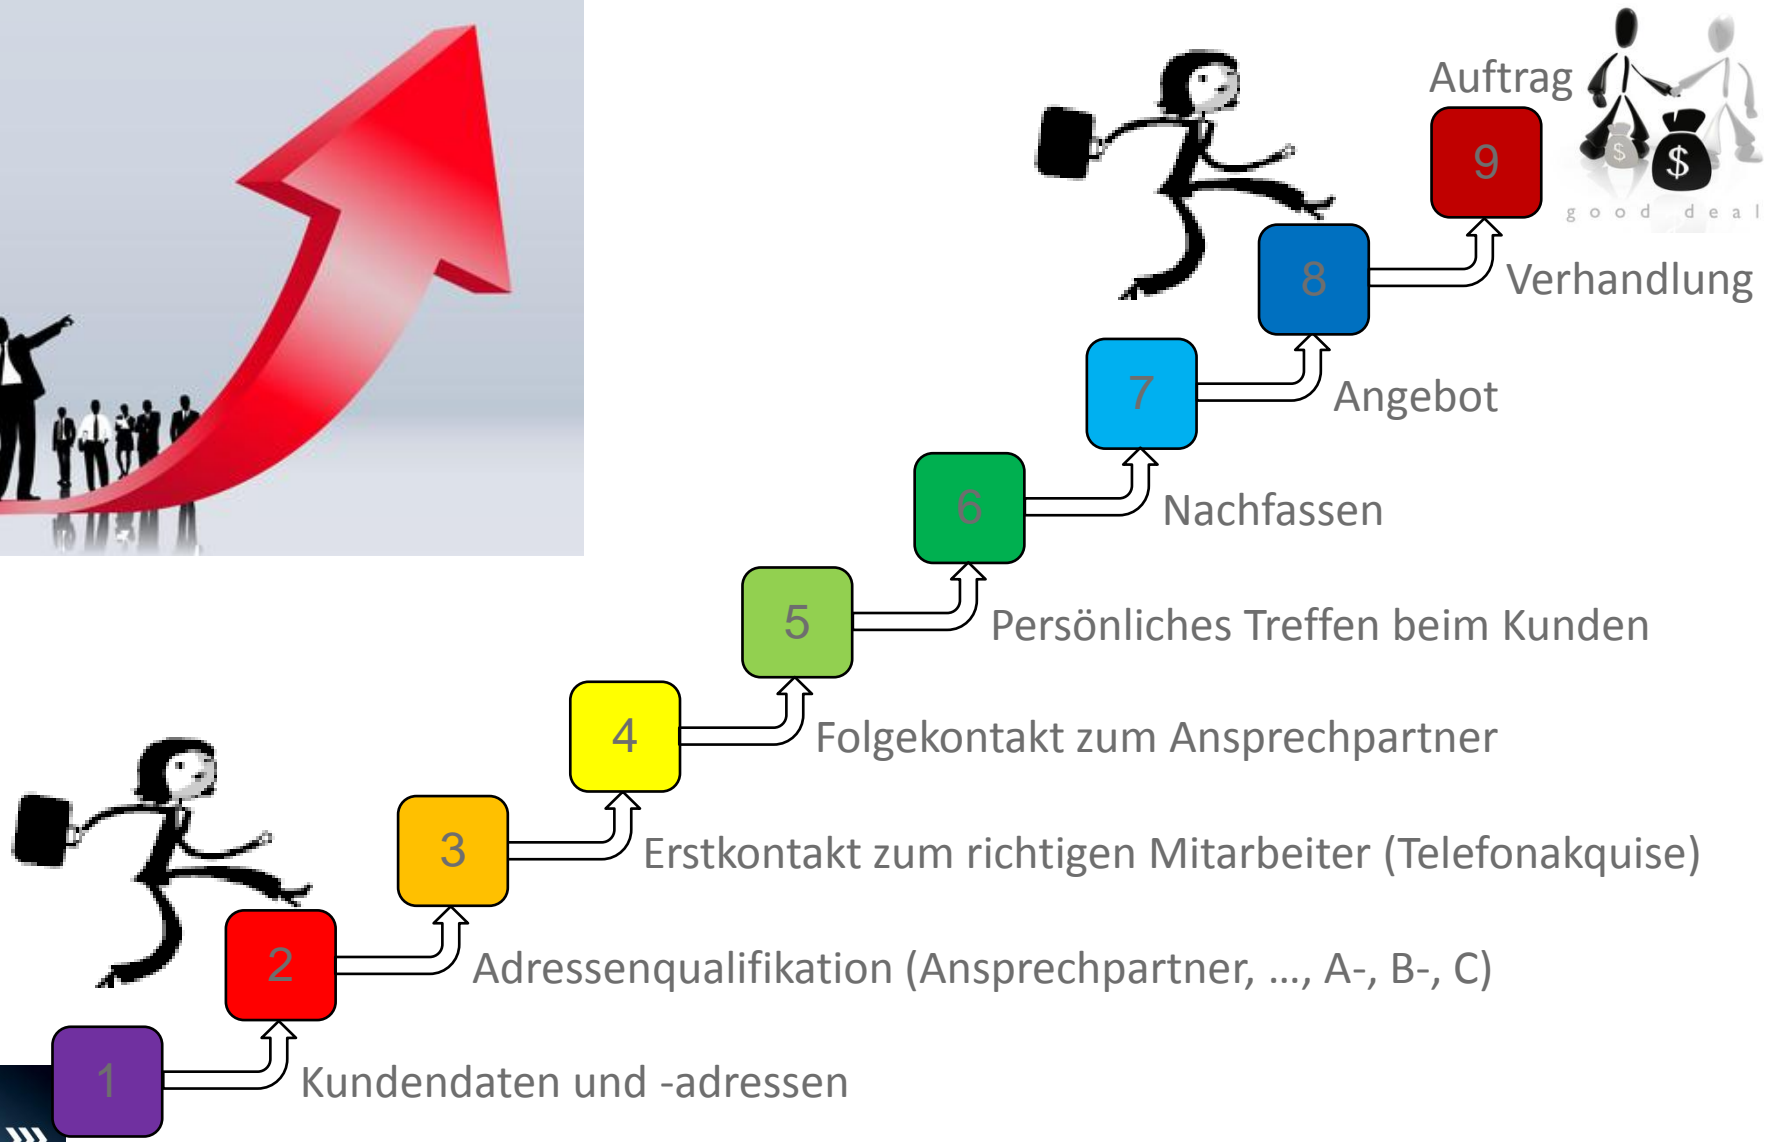 Auftrag
9
$
$
good deal
8
Verhandlung
7
Angebot
6
Nachfassen
5
Persönliches Treffen beim Kunden
4
Folgekontakt zum Ansprechpartner
3
Erstkontakt zum richtigen Mitarbeiter (Telefonakquise)
2
Adressenqualifikation (Ansprechpartner, ..., A-, B-, C)
1
Kundendaten und -adressen